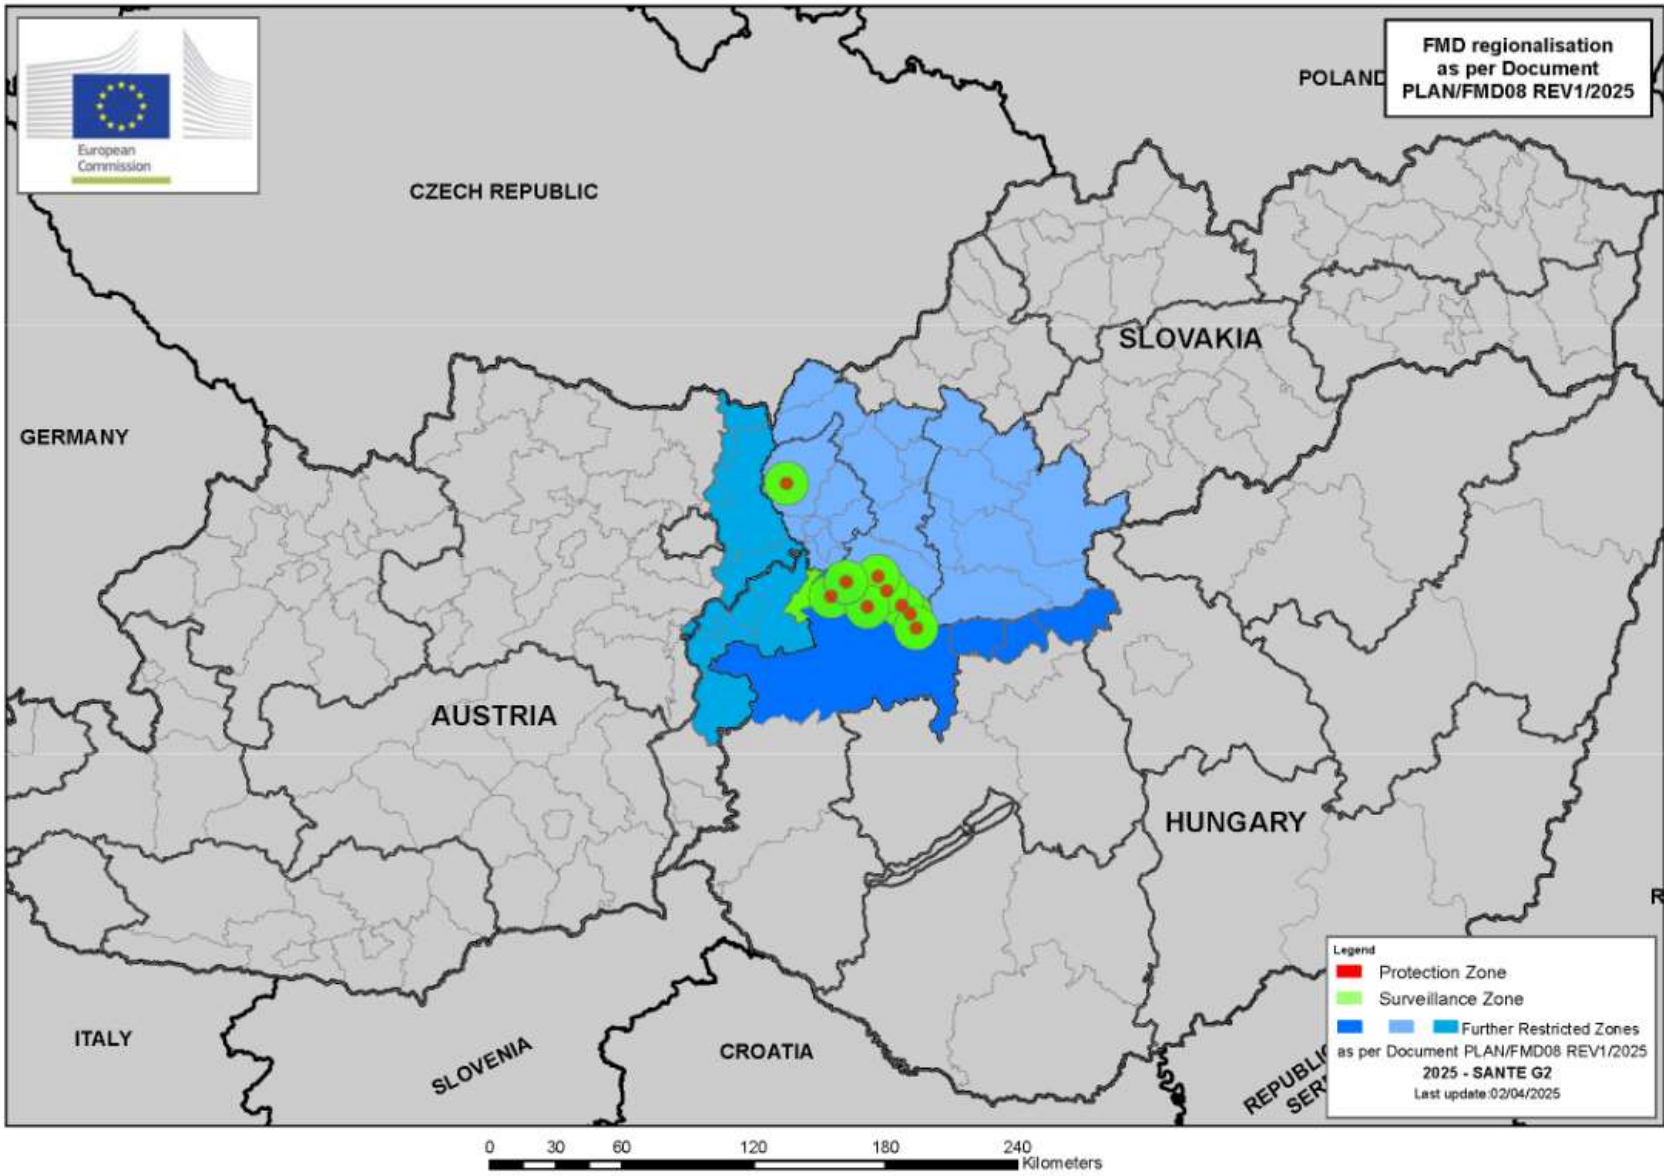 European
Commission
FMD regionalisation
as per Document
PLAN/FMD08 REV1/2025
POLAND
CZECH REPUBLIC
SLOVAKIA
GERMANY
AUSTRIA
HUNGARY
ITALY
SLOVENIA
CROATIA
REPUBLIC
SER
R
Legend
Protection Zone
Surveillance Zone
Further Restricted Zones
as per Document PLAN/FMD08 REV1/2025
2025 - SANTE G2
Last update:02/04/2025
0 30 60 120 180 240
Kilometers